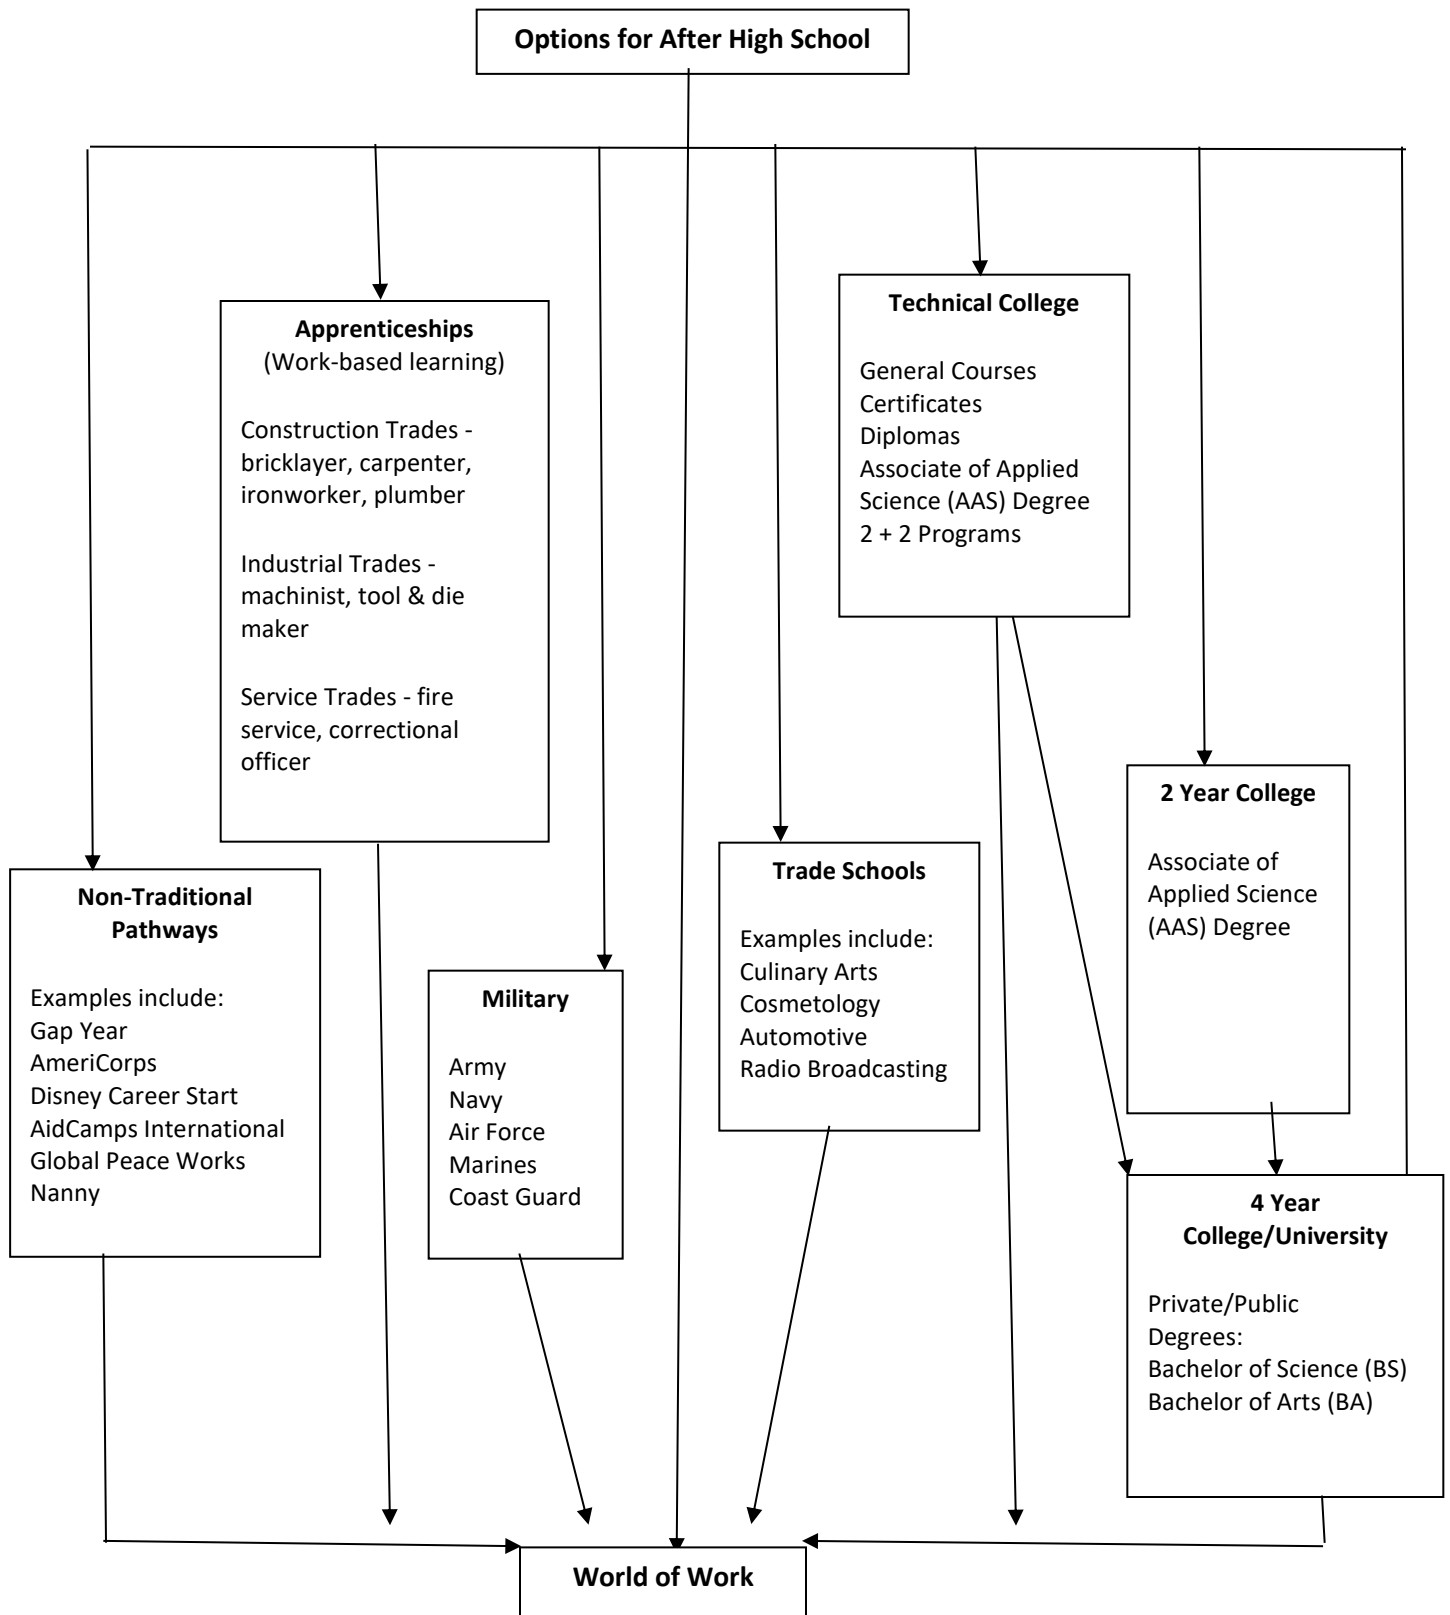 Options for After High School
Apprenticeships
(Work-based learning)
Construction Trades -
bricklayer, carpenter,
ironworker, plumber
Industrial Trades -
machinist, tool & die
maker
Service Trades - fire
service, correctional
officer
Technical College
General Courses
Certificates
Diplomas
Associate of Applied
Science (AAS) Degree
2 + 2 Programs
2 Year College
Associate of
Applied Science
(AAS) Degree
Non-Traditional
Pathways
Examples include:
Gap Year
AmeriCorps
Disney Career Start
AidCamps International
Global Peace Works
Nanny
Military
Army
Navy
Air Force
Marines
Coast Guard
Trade Schools
Examples include:
Culinary Arts
Cosmetology
Automotive
Radio Broadcasting
4 Year
College/University
Private/Public
Degrees:
Bachelor of Science (BS)
Bachelor of Arts (BA)
World of Work